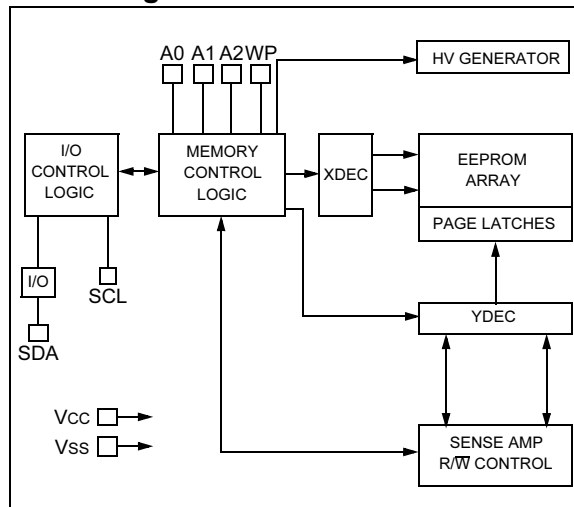 A0 A1 A2 WP
HV GENERATOR
I/O
CONTROL
LOGIC
MEMORY
CONTROL
LOGIC
XDEC
EEPROM
ARRAY
PAGE LATCHES
I/O
SCL
SDA
YDEC
VCC
VSS
SENSE AMP
R/W̅ CONTROL